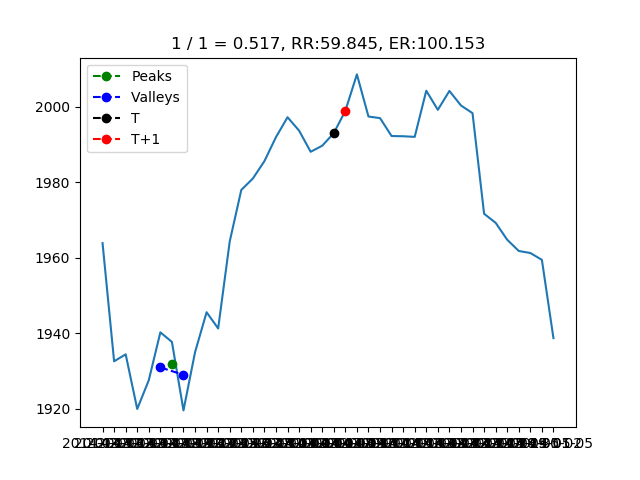 1 / 1 = 0.517, RR:59.845, ER:100.153
Peaks
Valleys
T
T+1
2000
1980
1960
1940
1920